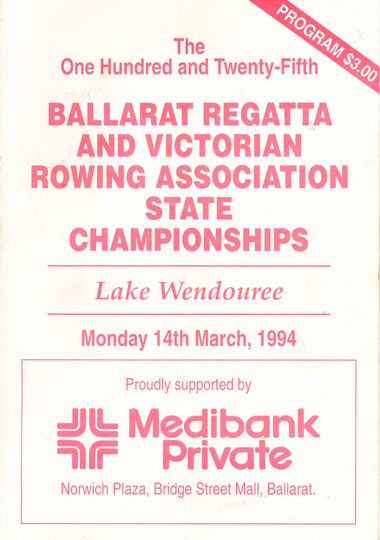 PROGRAM $3.00
The
One Hundred and Twenty-Fifth
BALLARAT REGATTA
AND VICTORIAN
ROWING ASSOCIATION
STATE
CHAMPIONSHIPS
Lake Wendouree
Monday 14th March, 1994
Proudly supported by
Medibank
Private
Norwich Plaza, Bridge Street Mall, Ballarat.